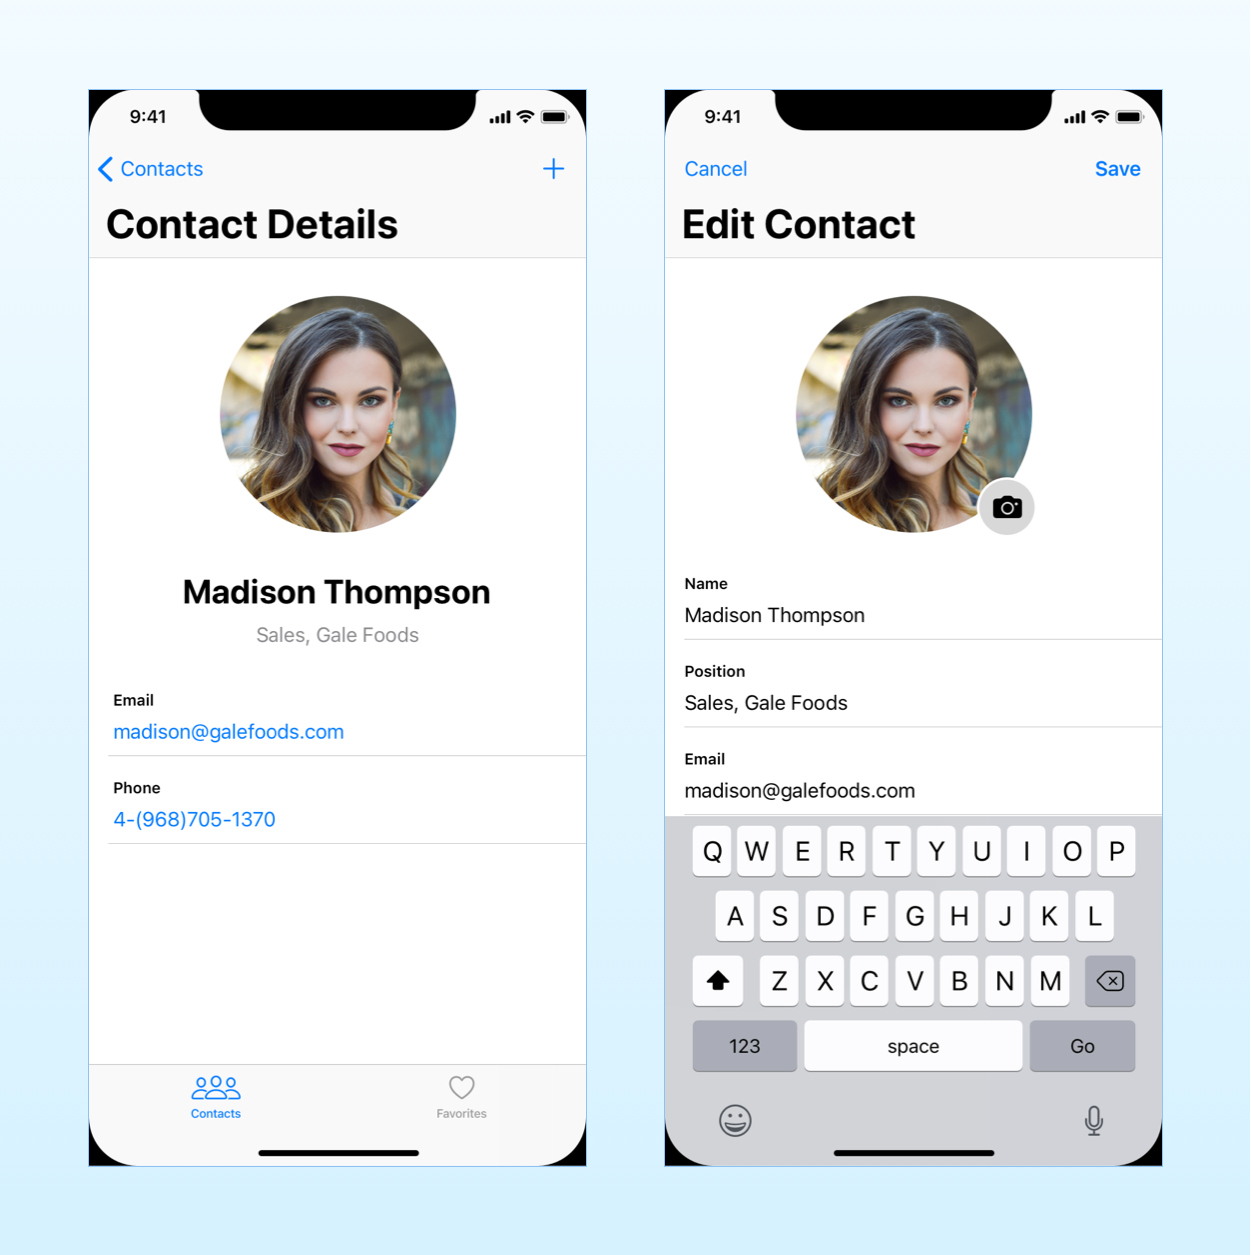 9:41
Contacts
Contact Details
Madison Thompson
Sales, Gale Foods
Email
madison@galefoods.com
Phone
4-(968)705-1370
Contacts
Favorites
9:41
Cancel
Save
Edit Contact
Name
Madison Thompson
Position
Sales, Gale Foods
Email
madison@galefoods.com
Q W E R T Y U I O P
A S D F G H J K L
Z X C V B N M
123 space Go